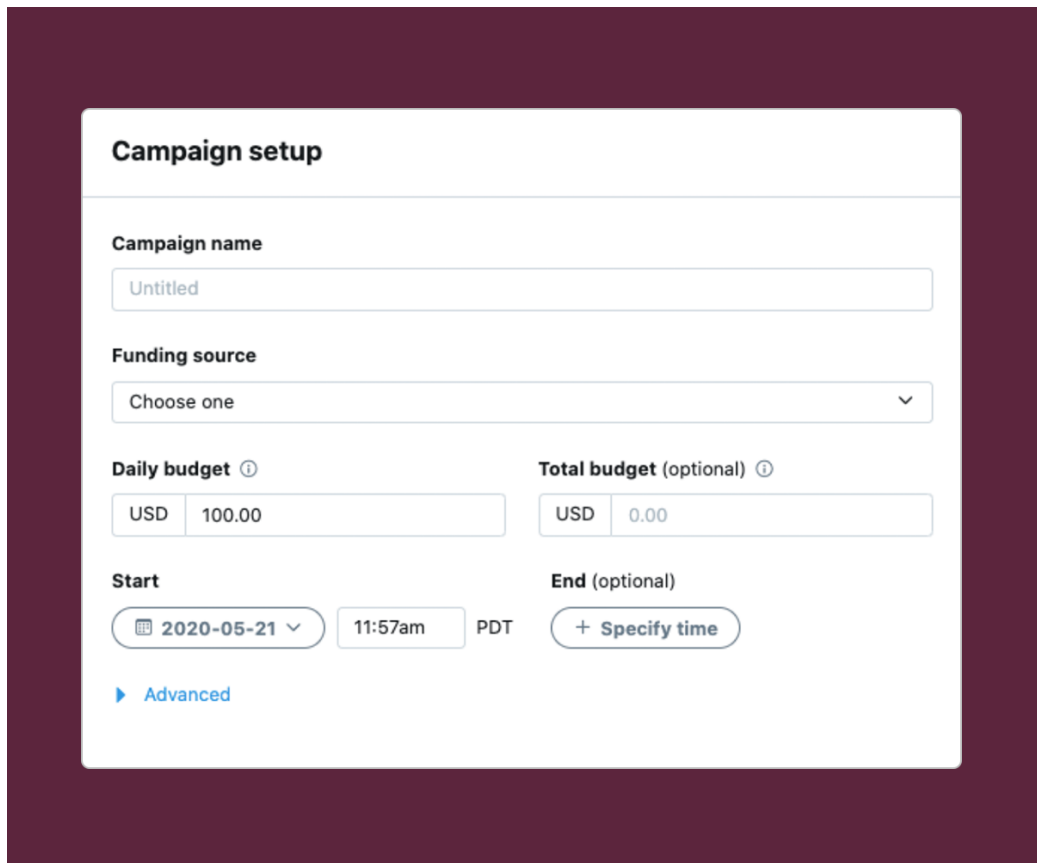 Campaign setup
Campaign name
Untitled
Funding source
Choose one
Daily budget
Total budget (optional)
USD 100.00
USD 0.00
Start
End (optional)
2020-05-21 11:57am PDT
+ Specify time
Advanced